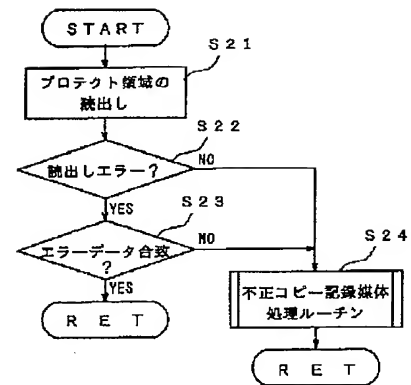 START
S21
プロテクト領域の
読出し
S22
読出しエラー?
NO
YES
S23
エラーデータ合致
?
NO
YES
S24
不正コピー記録媒体
処理ルーチン
RET
RET